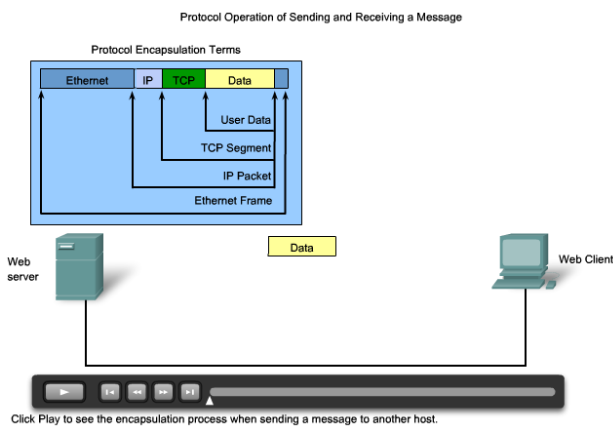 Protocol Operation of Sending and Receiving a Message
Protocol Encapsulation Terms
Ethernet IP TCP Data
User Data
TCP Segment
IP Packet
Ethernet Frame
Data
Web
server
Web Client
Click Play to see the encapsulation process when sending a message to another host.